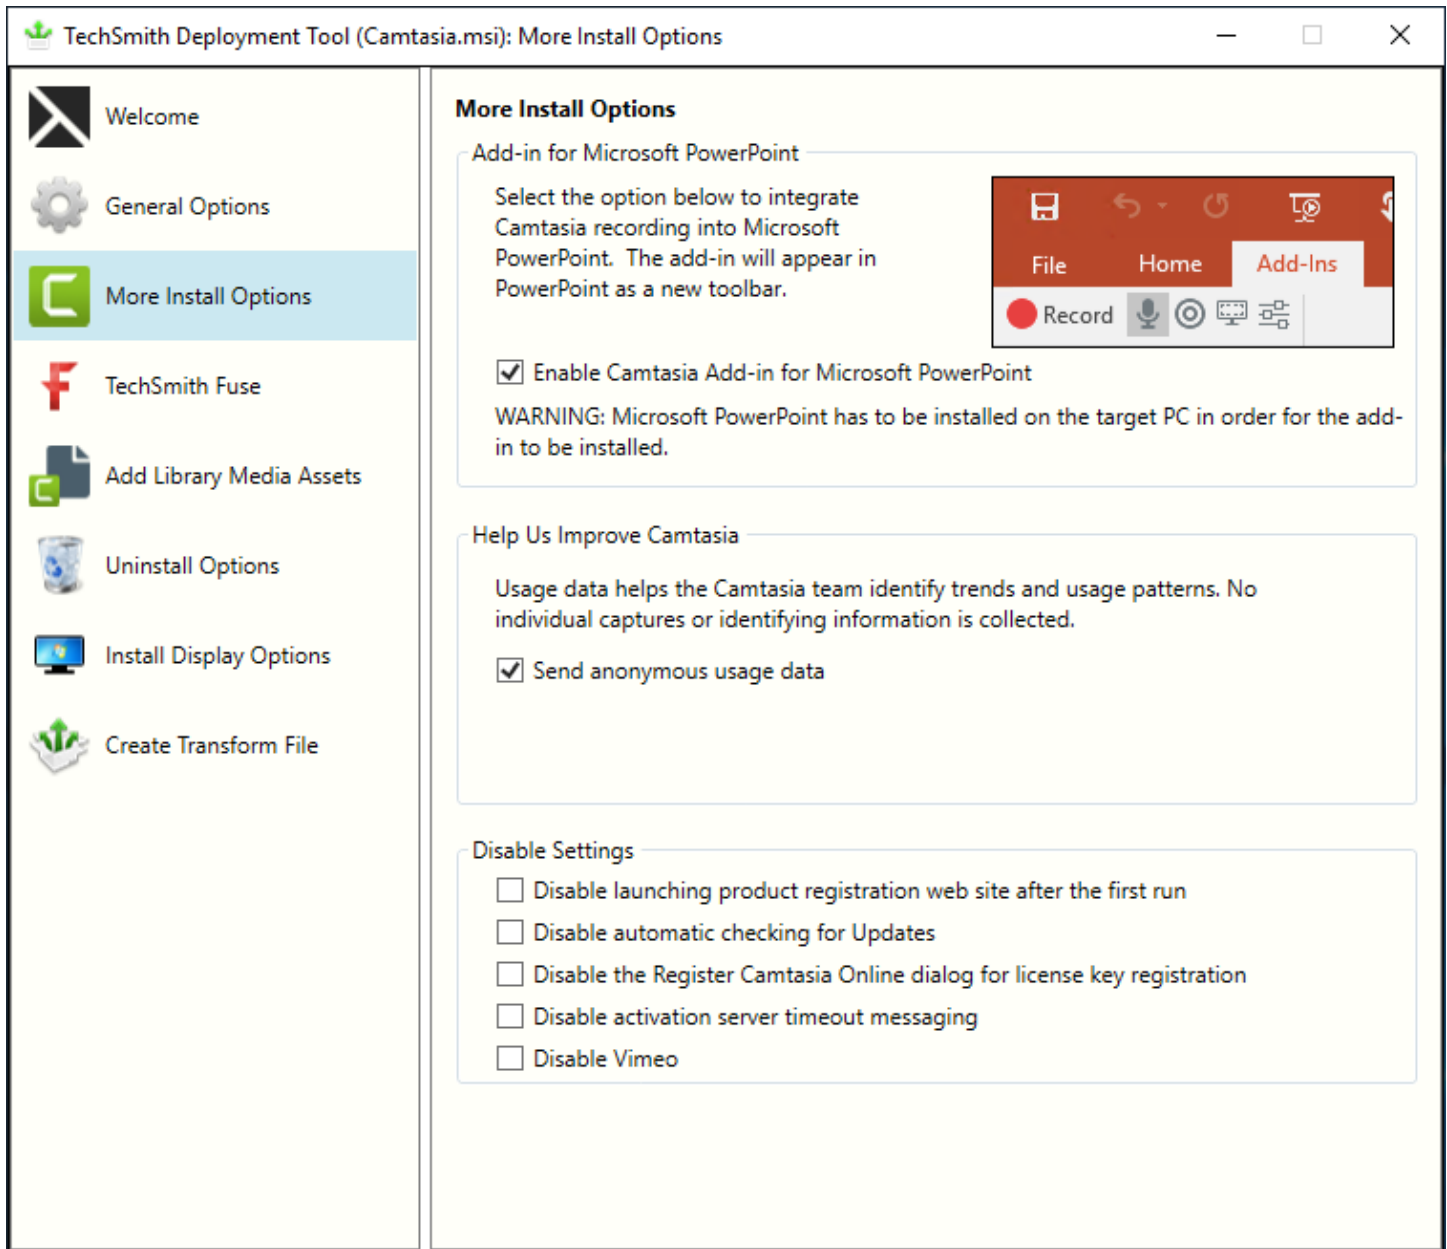 TechSmith Deployment Tool (Camtasia.msi): More Install Options
Welcome
General Options
More Install Options
TechSmith Fuse
Add Library Media Assets
Uninstall Options
Install Display Options
Create Transform File
More Install Options
Add-in for Microsoft PowerPoint
Select the option below to integrate
Camtasia recording into Microsoft
PowerPoint.  The add-in will appear in
PowerPoint as a new toolbar.
File Home Add-Ins
Record
Enable Camtasia Add-in for Microsoft PowerPoint
WARNING: Microsoft PowerPoint has to be installed on the target PC in order for the add-
in to be installed.
Help Us Improve Camtasia
Usage data helps the Camtasia team identify trends and usage patterns. No
individual captures or identifying information is collected.
Send anonymous usage data
Disable Settings
Disable launching product registration web site after the first run
Disable automatic checking for Updates
Disable the Register Camtasia Online dialog for license key registration
Disable activation server timeout messaging
Disable Vimeo